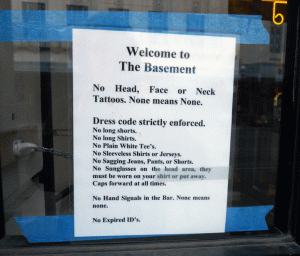 6
Welcome to
The Basement
No Head, Face or Neck
Tattoos. None means None.
Dress code strictly enforced.
No long shorts.
No long Shirts.
No Plain White Tee's.
No Sleeveless Shirts or Jerseys.
No Sagging Jeans, Pants, or Shorts.
No Sunglasses on the head area, they
must be worn on your shirt or put away.
Caps forward at all times.
No Hand Signals in the Bar. None means
none.
No Expired ID's.